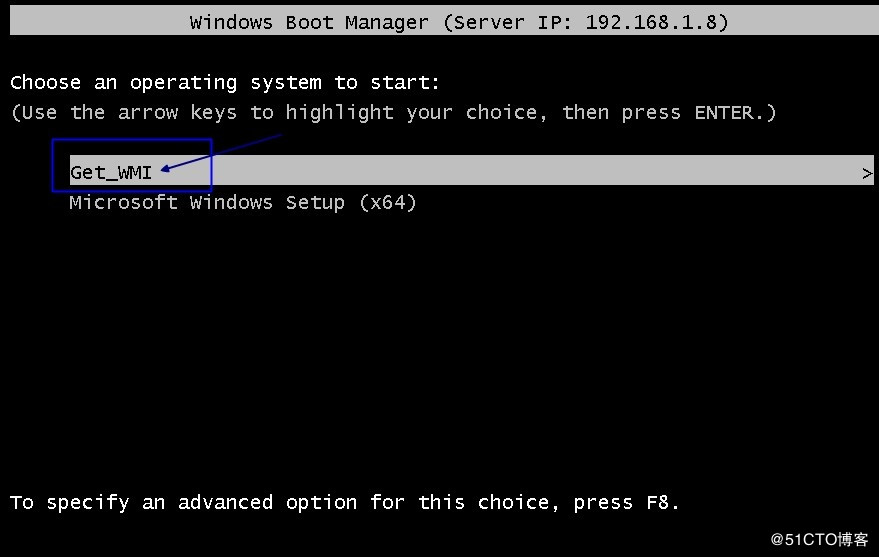 Windows Boot Manager (Server IP: 192.168.1.8)
Choose an operating system to start:
(Use the arrow keys to highlight your choice, then press ENTER.)
Get_WMI >
Microsoft Windows Setup (x64)
To specify an advanced option for this choice, press F8.
@51CTO博客